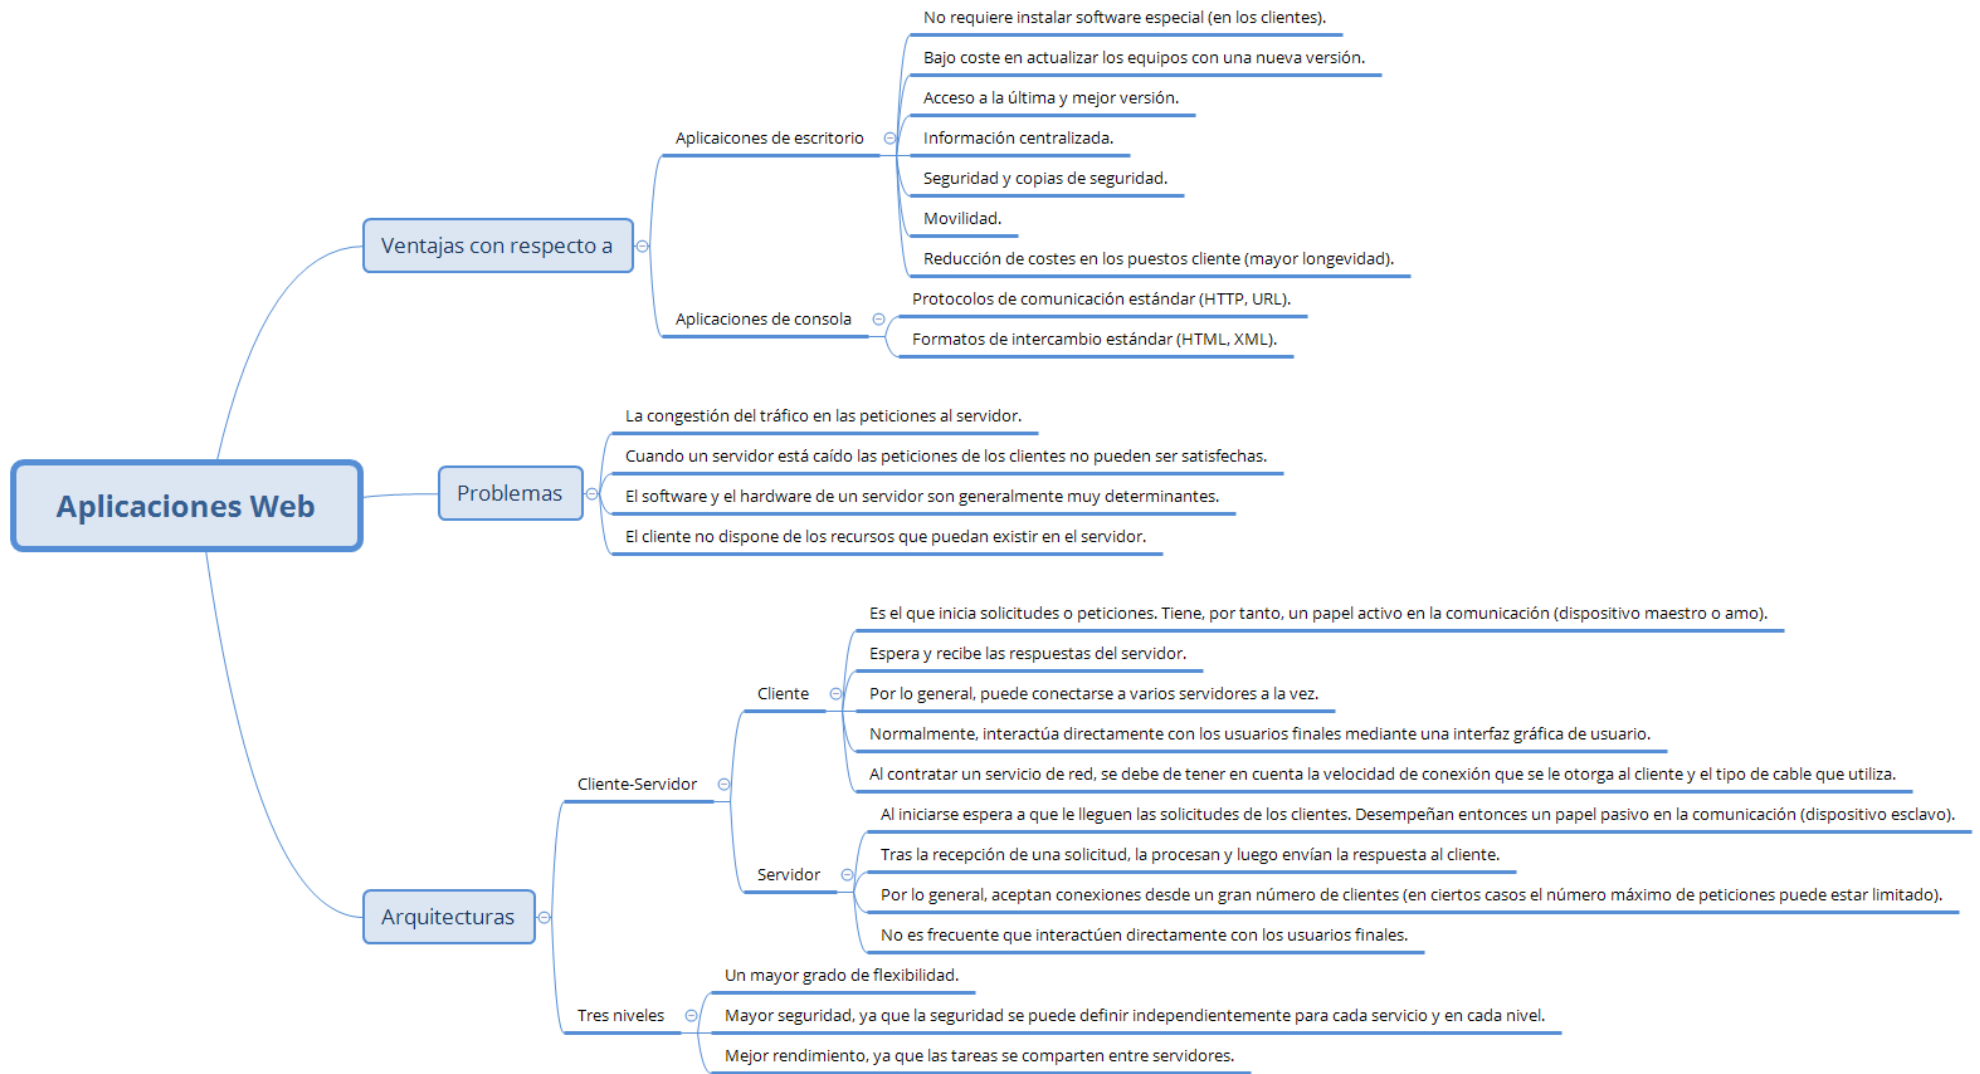 Aplicaciones Web
Ventajas con respecto a
Aplicaicones de escritorio
No requiere instalar software especial (en los clientes).
Bajo coste en actualizar los equipos con una nueva versión.
Acceso a la última y mejor versión.
Información centralizada.
Seguridad y copias de seguridad.
Movilidad.
Reducción de costes en los puestos cliente (mayor longevidad).
Aplicaciones de consola
Protocolos de comunicación estándar (HTTP, URL).
Formatos de intercambio estándar (HTML, XML).
Problemas
La congestión del tráfico en las peticiones al servidor.
Cuando un servidor está caído las peticiones de los clientes no pueden ser satisfechas.
El software y el hardware de un servidor son generalmente muy determinantes.
El cliente no dispone de los recursos que puedan existir en el servidor.
Arquitecturas
Cliente-Servidor
Cliente
Es el que inicia solicitudes o peticiones. Tiene, por tanto, un papel activo en la comunicación (dispositivo maestro o amo).
Espera y recibe las respuestas del servidor.
Por lo general, puede conectarse a varios servidores a la vez.
Normalmente, interactúa directamente con los usuarios finales mediante una interfaz gráfica de usuario.
Al contratar un servicio de red, se debe de tener en cuenta la velocidad de conexión que se le otorga al cliente y el tipo de cable que utiliza.
Servidor
Al iniciarse espera a que le lleguen las solicitudes de los clientes. Desempeñan entonces un papel pasivo en la comunicación (dispositivo esclavo).
Tras la recepción de una solicitud, la procesan y luego envían la respuesta al cliente.
Por lo general, aceptan conexiones desde un gran número de clientes (en ciertos casos el número máximo de peticiones puede estar limitado).
No es frecuente que interactúen directamente con los usuarios finales.
Tres niveles
Un mayor grado de flexibilidad.
Mayor seguridad, ya que la seguridad se puede definir independientemente para cada servicio y en cada nivel.
Mejor rendimiento, ya que las tareas se comparten entre servidores.